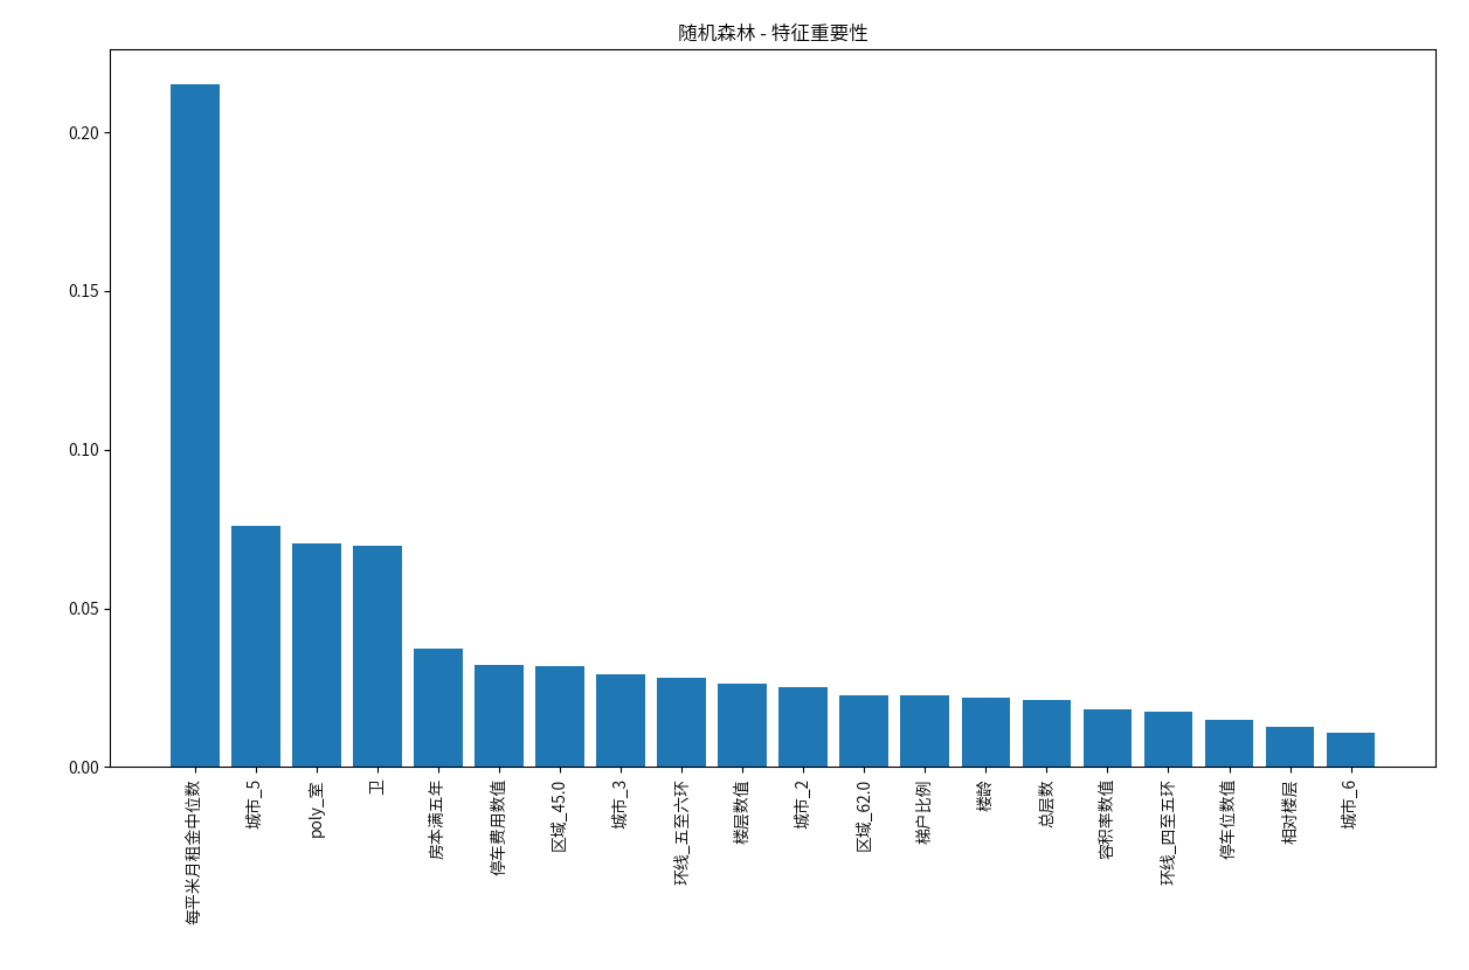 随机森林 - 特征重要性
0.20
0.15
0.10
0.05
0.00
每平米月租金中位数
城市_5
poly_室
卫
房本满五年
停车费用数值
区域_45.0
城市_3
环线_五至六环
楼层数值
城市_2
区域_62.0
梯户比例
楼龄
总层数
容积率数值
环线_四至五环
停车位数值
相对楼层
城市_6